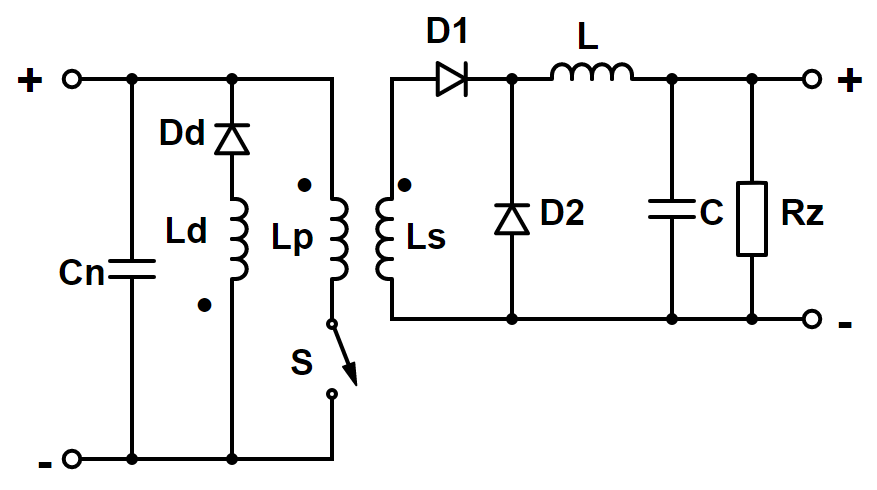 D1
L
+
+
Dd
Ld
Lp
Ls
D2
C
Rz
Cn
S
-
-